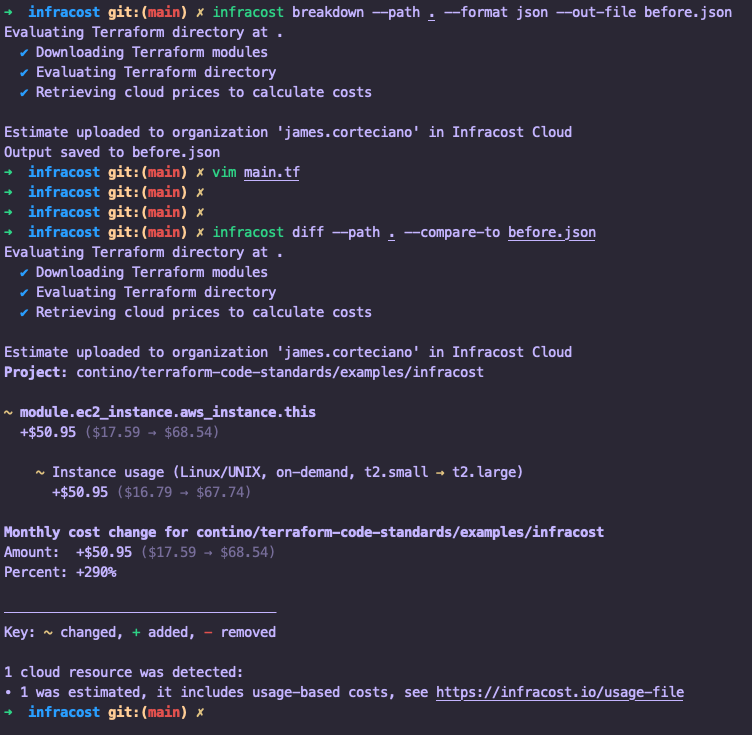 ➜  infracost git:(main) ✗ infracost breakdown --path . --format json --out-file before.json
Evaluating Terraform directory at .
  ✔ Downloading Terraform modules
  ✔ Evaluating Terraform directory
  ✔ Retrieving cloud prices to calculate costs

Estimate uploaded to organization 'james.corteciano' in Infracost Cloud
Output saved to before.json
➜  infracost git:(main) ✗ vim main.tf
➜  infracost git:(main) ✗
➜  infracost git:(main) ✗
➜  infracost git:(main) ✗ infracost diff --path . --compare-to before.json
Evaluating Terraform directory at .
  ✔ Downloading Terraform modules
  ✔ Evaluating Terraform directory
  ✔ Retrieving cloud prices to calculate costs

Estimate uploaded to organization 'james.corteciano' in Infracost Cloud
Project: contino/terraform-code-standards/examples/infracost

~ module.ec2_instance.aws_instance.this
  +$50.95 ($17.59 → $68.54)

    ~ Instance usage (Linux/UNIX, on-demand, t2.small → t2.large)
      +$50.95 ($16.79 → $67.74)

Monthly cost change for contino/terraform-code-standards/examples/infracost
Amount:  +$50.95 ($17.59 → $68.54)
Percent: +290%

──────────────────────────────────
Key: ~ changed, + added, - removed

1 cloud resource was detected:
∙ 1 was estimated, it includes usage-based costs, see https://infracost.io/usage-file
➜  infracost git:(main) ✗